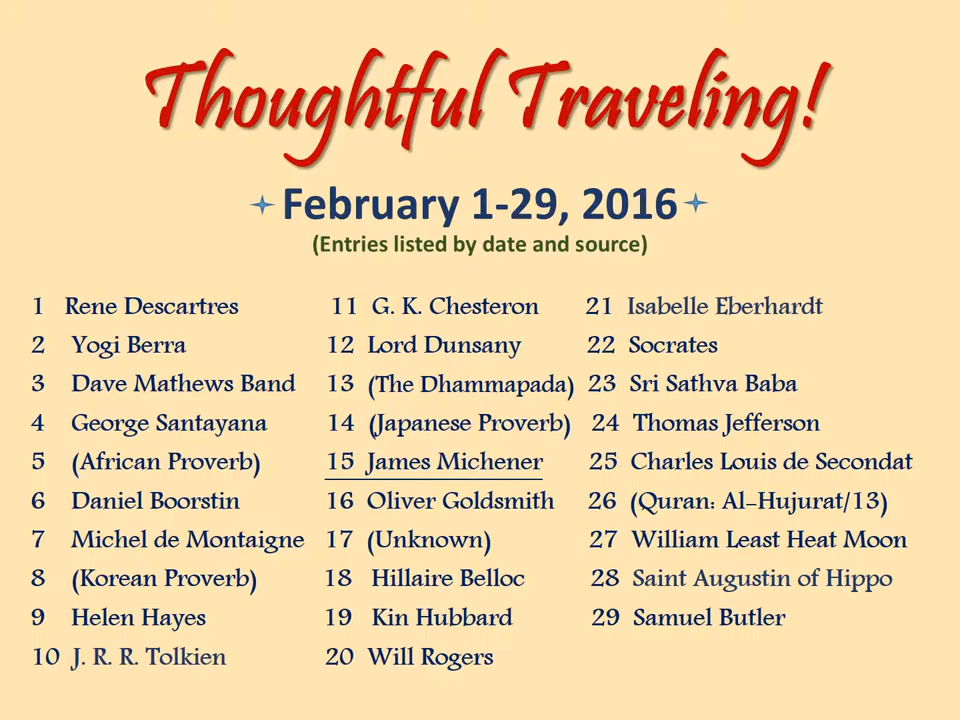 Thoughtful Traveling!
February 1-29, 2016
(Entries listed by date and source)
1 Rene Descartres
2 Yogi Berra
3 Dave Mathews Band
4 George Santayana
5 (African Proverb)
6 Daniel Boorstin
7 Michel de Montaigne
8 (Korean Proverb)
9 Helen Hayes
10 J. R. R. Tolkien
11 G. K. Chesteron
12 Lord Dunsany
13 (The Dhammapada)
14 (Japanese Proverb)
15 James Michener
16 Oliver Goldsmith
17 (Unknown)
18 Hillaire Belloc
19 Kin Hubbard
20 Will Rogers
21 Isabelle Eberhardt
22 Socrates
23 Sri Sathva Baba
24 Thomas Jefferson
25 Charles Louis de Secondat
26 (Quran: Al-Hujurat/13)
27 William Least Heat Moon
28 Saint Augustin of Hippo
29 Samuel Butler